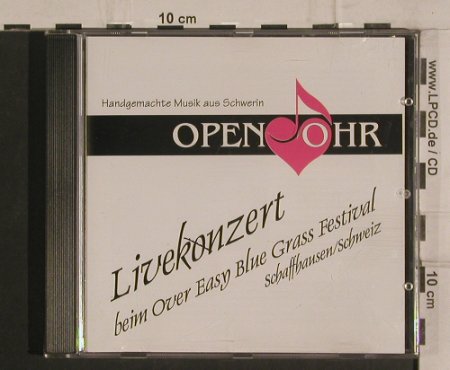 10 cm
Handgemachte Musik aus Schwerin
OPEN OHR
Livekonzert
beim Over Easy Blue Grass Festival
Schaffhausen/Schweiz
www.LPCD.de / CD
10 cm